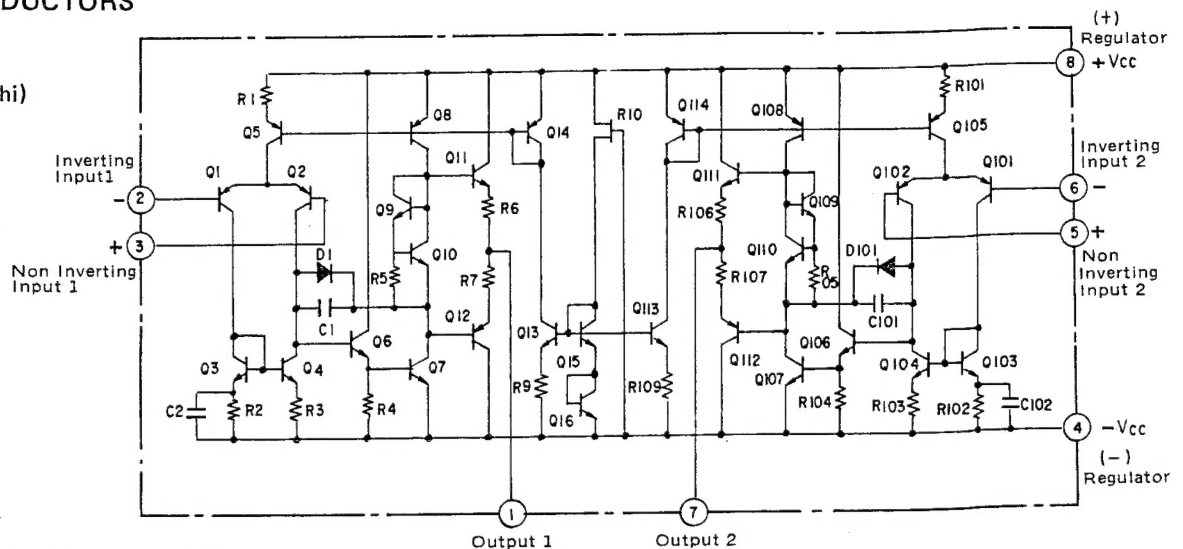 DUCTORS
hi)
(+)
Regulator
8 +Vcc
R1
Q5
Q8
Q14
R10
Q114
Q108
R101
Q105
Inverting
Input1
2
-
Q1
Q2
Q11
Q9
R6
Q111
Q102
Q101
Inverting
Input 2
6 -
+
3
Non Inverting
Input 1
D1
Q10
R5
R7
R106
Q109
Q110
D101
R107
R
05
5 +
Non
Inverting
Input 2
C1
Q6
Q12
Q13
Q15
Q113
Q112
Q106
C101
Q3
Q4
Q7
Q107
Q104
Q103
C2
R2
R3
R4
R9
Q16
R109
R104
R103
R102
C102
4 -Vcc
(-)
Regulator
1
Output 1
7
Output 2